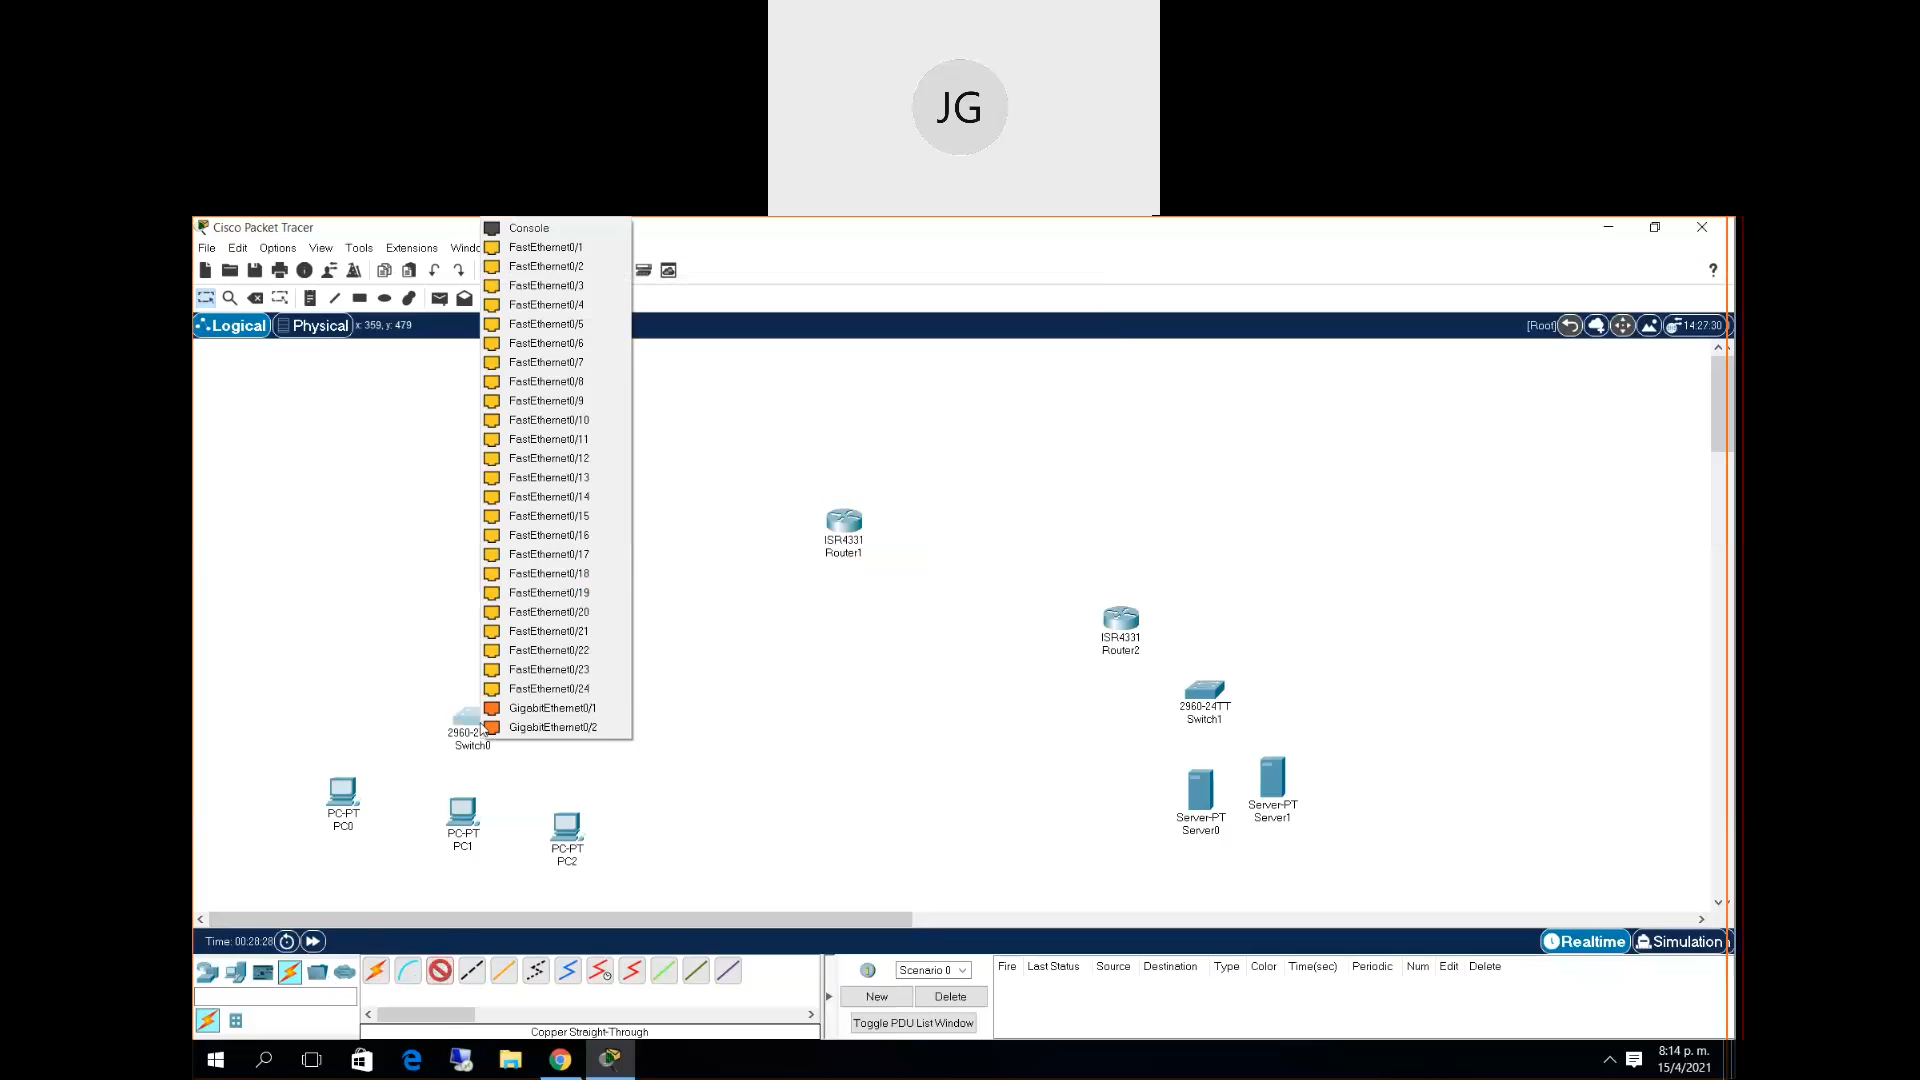 JG
Cisco Packet Tracer
File Edit Options View Tools Extensions Windo
Logical Physical x: 359, y: 479
[Root] 14:27:30
?
Console
FastEthernet0/1
FastEthernet0/2
FastEthernet0/3
FastEthernet0/4
FastEthernet0/5
FastEthernet0/6
FastEthernet0/7
FastEthernet0/8
FastEthernet0/9
FastEthernet0/10
FastEthernet0/11
FastEthernet0/12
FastEthernet0/13
FastEthernet0/14
FastEthernet0/15
FastEthernet0/16
FastEthernet0/17
FastEthernet0/18
FastEthernet0/19
FastEthernet0/20
FastEthernet0/21
FastEthernet0/22
FastEthernet0/23
FastEthernet0/24
GigabitEthernet0/1
GigabitEthernet0/2
ISR4331
Router1
ISR4331
Router2
2960-24TT
Switch1
2960-2
Switch0
PC-PT
PC0
PC-PT
PC1
PC-PT
PC2
Server-PT
Server0
Server-PT
Server1
Time: 00:28:28
Realtime Simulation
Scenario 0
New Delete
Toggle PDU List Window
Fire Last Status Source Destination Type Color Time(sec) Periodic Num Edit Delete
Copper Straight-Through
8:14 p. m.
15/4/2021